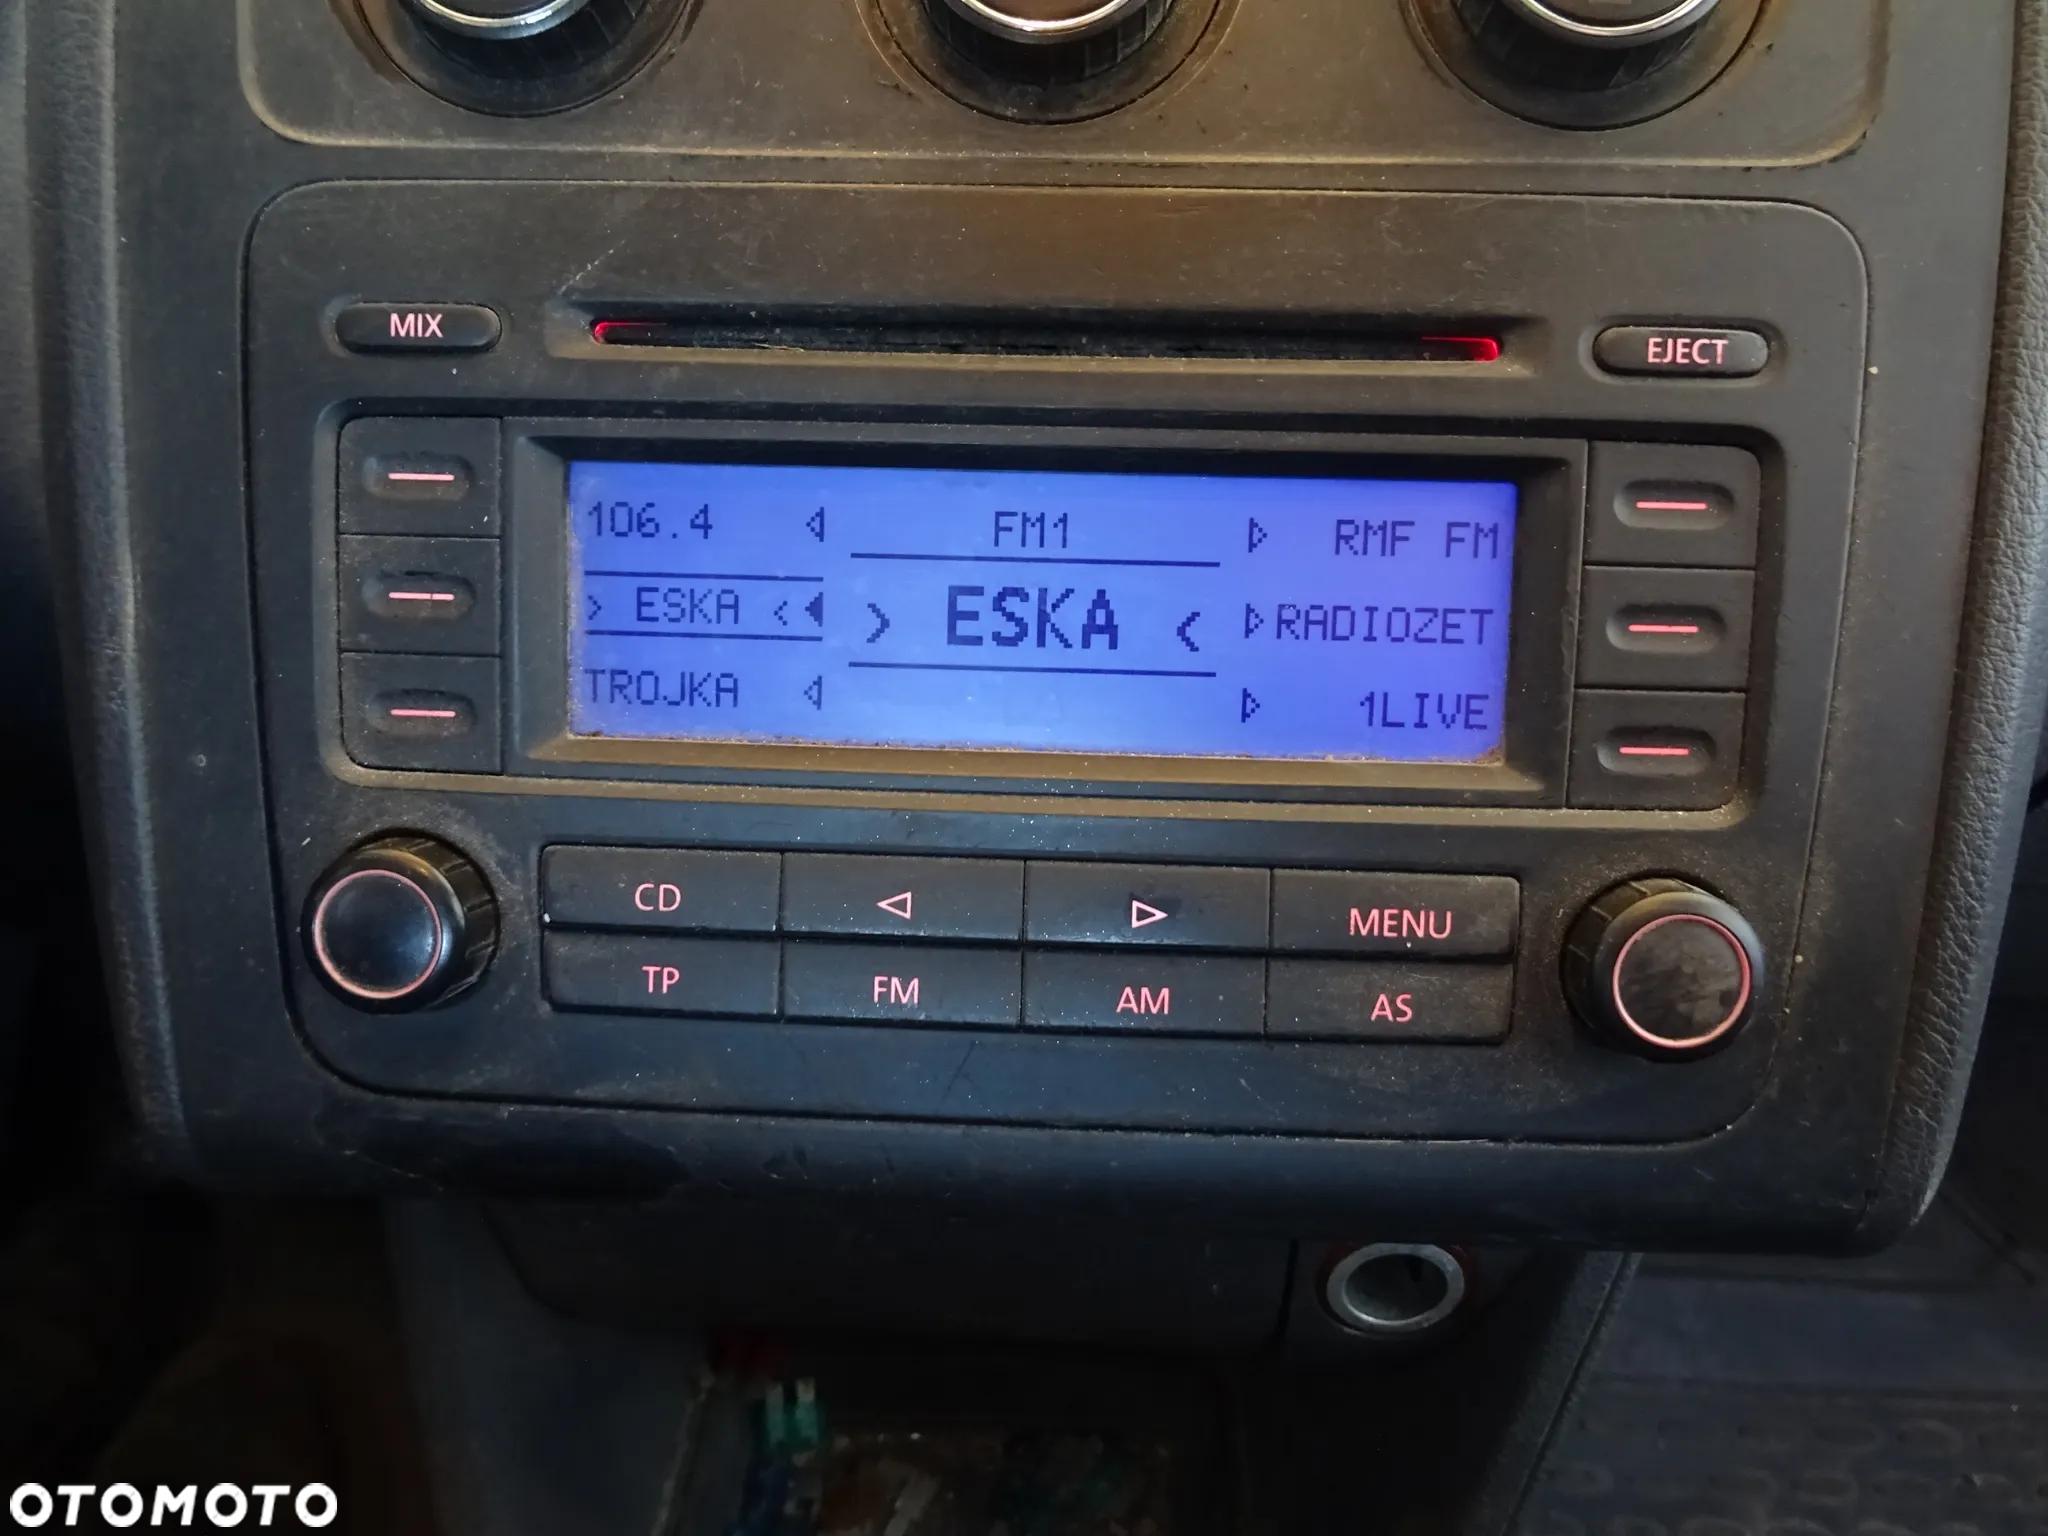 MIX
EJECT
106.4 FM1 RMF FM
> ESKA < > ESKA < RADIOZET
TROJKA 1LIVE
CD MENU
TP FM AM AS
OTOMOTO